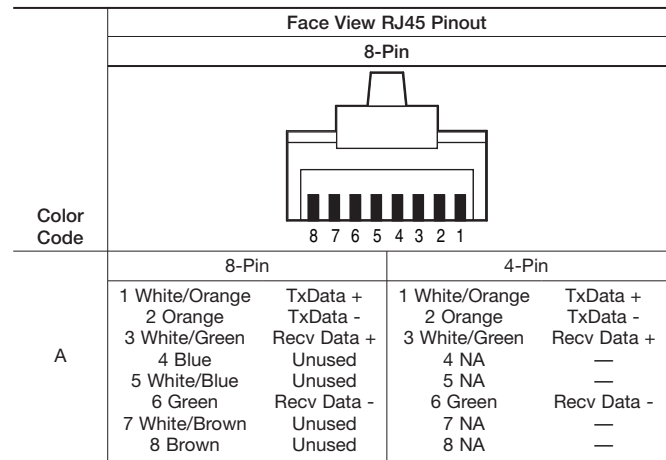 Face View RJ45 Pinout
8-Pin
Color
Code
8 7 6 5 4 3 2 1
8-Pin 4-Pin
A
1 White/Orange TxData + 1 White/Orange TxData +
2 Orange TxData - 2 Orange TxData -
3 White/Green Recv Data + 3 White/Green Recv Data +
4 Blue Unused 4 NA —
5 White/Blue Unused 5 NA —
6 Green Recv Data - 6 Green Recv Data -
7 White/Brown Unused 7 NA —
8 Brown Unused 8 NA —